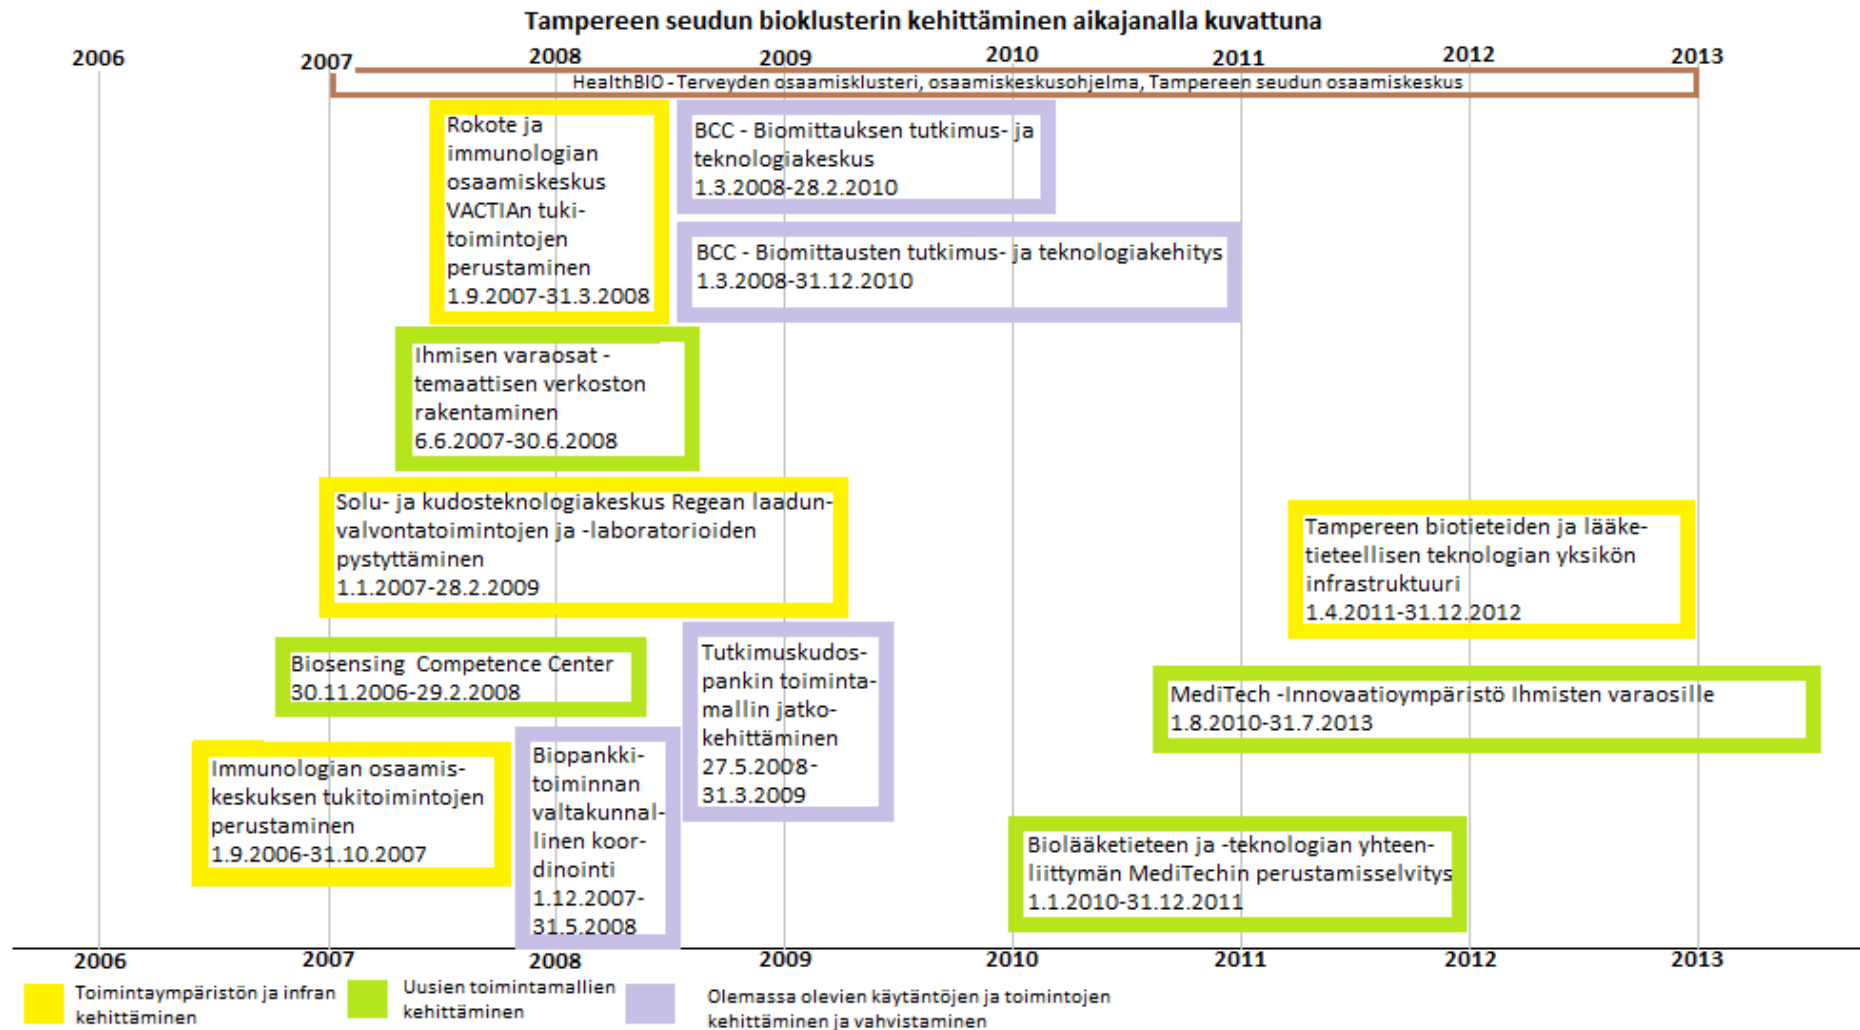 Tampereen seudun bioklusterin kehittäminen aikajanalla kuvattuna
2006 2007 2008 2009 2010 2011 2012 2013
HealthBIO - Terveyden osaamisklusteri, osaamiskeskusohjelma, Tampereen seudun osaamiskeskus
Rokote ja
immunologian
osaamiskeskus
VACTIAn tuki-
toimintojen
perustaminen
1.9.2007-31.3.2008
BCC - Biomittauksen tutkimus- ja
teknologiakeskus
1.3.2008-28.2.2010
BCC - Biomittausten tutkimus- ja teknologiakehitys
1.3.2008-31.12.2010
Ihmisen varaosat -
temaattisen verkoston
rakentaminen
6.6.2007-30.6.2008
Solu- ja kudosteknologiakeskus Regean laadun-
valvontatoimintojen ja -laboratorioiden
pystyttäminen
1.1.2007-28.2.2009
Tampereen biotieteiden ja lääke-
tieteellisen teknologian yksikön
infrastruktuuri
1.4.2011-31.12.2012
Biosensing Competence Center
30.11.2006-29.2.2008
Tutkimuskudos-
pankin toiminta-
mallin jatko-
kehittäminen
27.5.2008-
31.3.2009
MediTech -Innovaatioympäristö Ihmisten varaosille
1.8.2010-31.7.2013
Immunologian osaamis-
keskuksen tukitoimintojen
perustaminen
1.9.2006-31.10.2007
Biopankki-
toiminnan
valtakunnal-
linen koor-
dinointi
1.12.2007-
31.5.2008
Biolääketieteen ja -teknologian yhteen-
liittymän MediTechin perustamisselvitys
1.1.2010-31.12.2011
2006 2007 2008 2009 2010 2011 2012 2013
Toimintaympäristön ja infran
kehittäminen
Uusien toimintamallien
kehittäminen
Olemassa olevien käytäntöjen ja toimintojen
kehittäminen ja vahvistaminen